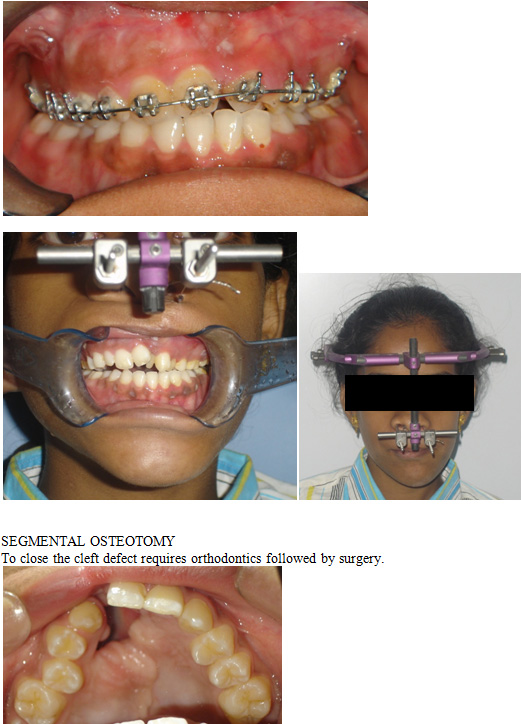 SEGMENTAL OSTEOTOMY
To close the cleft defect requires orthodontics followed by surgery.